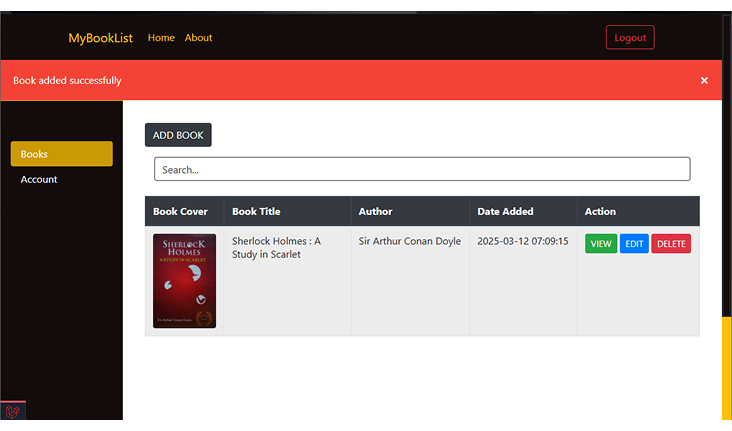 MyBookList Home About Logout
Book added successfully ×
Books
Account
ADD BOOK
Search...
Book Cover Book Title Author Date Added Action
SHERLOCK
HOLMES
A STUDY IN SCARLET
Sir Arthur Conan Doyle
Sherlock Holmes : A
Study in Scarlet
Sir Arthur Conan Doyle
2025-03-12 07:09:15
VIEW EDIT DELETE